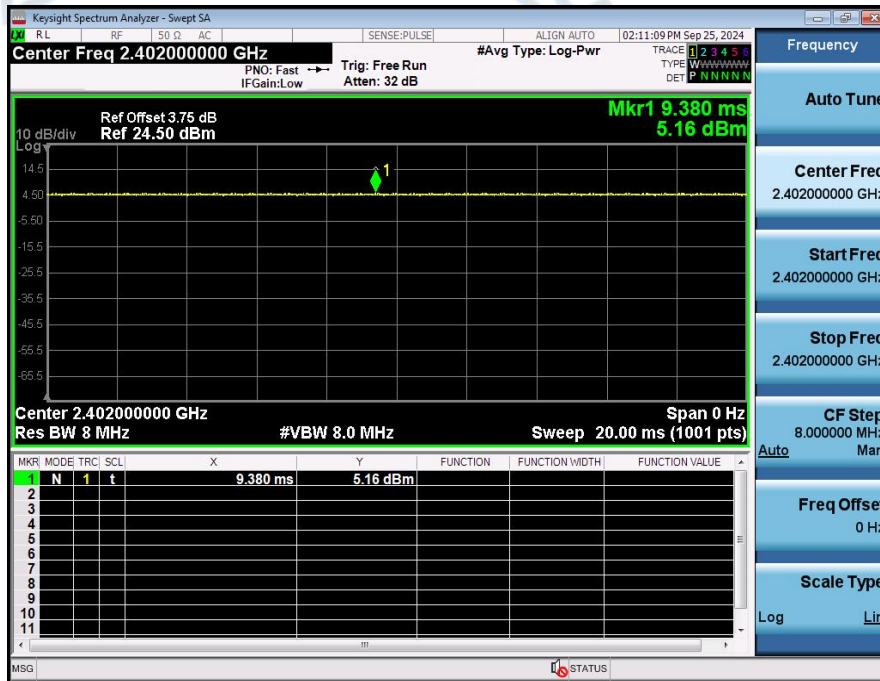 Keysight Spectrum Analyzer - Swept SA
LXI RL RF 50 Ω AC SENSE:PULSE ALIGN AUTO 02:11:09 PM Sep 25, 2024
Center Freq 2.402000000 GHz #Avg Type: Log-Pwr TRACE 1 2 3 4 5 6
PNO: Fast Trig: Free Run TYPE WWWWWWW
IFGain:Low Atten: 32 dB DET P N N N N N
Mkr1 9.380 ms
5.16 dBm
Ref Offset 3.75 dB
10 dB/div Ref 24.50 dBm
Log
1
14.5
4.50
-5.50
-15.5
-25.5
-35.5
-45.5
-55.5
-65.5
Center 2.402000000 GHz Span 0 Hz
Res BW 8 MHz #VBW 8.0 MHz Sweep 20.00 ms (1001 pts)
MKR MODE TRC SCL X Y FUNCTION FUNCTION WIDTH FUNCTION VALUE
1 N 1 t 9.380 ms 5.16 dBm
2
3
4
5
6
7
8
9
10
11
MSG STATUS
Frequency
Auto Tune
Center Freq
2.402000000 GHz
Start Freq
2.402000000 GHz
Stop Freq
2.402000000 GHz
CF Step
8.000000 MHz
Auto Man
Freq Offset
0 Hz
Scale Type
Log Lin